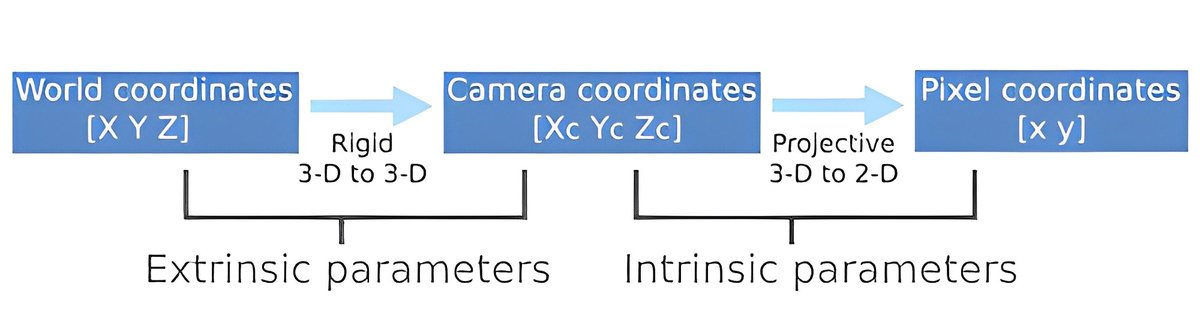 World coordinates
[X Y Z]
Rigid
3-D to 3-D
Camera coordinates
[Xc Yc Zc]
Projective
3-D to 2-D
Pixel coordinates
[x y]
Extrinsic parameters
Intrinsic parameters